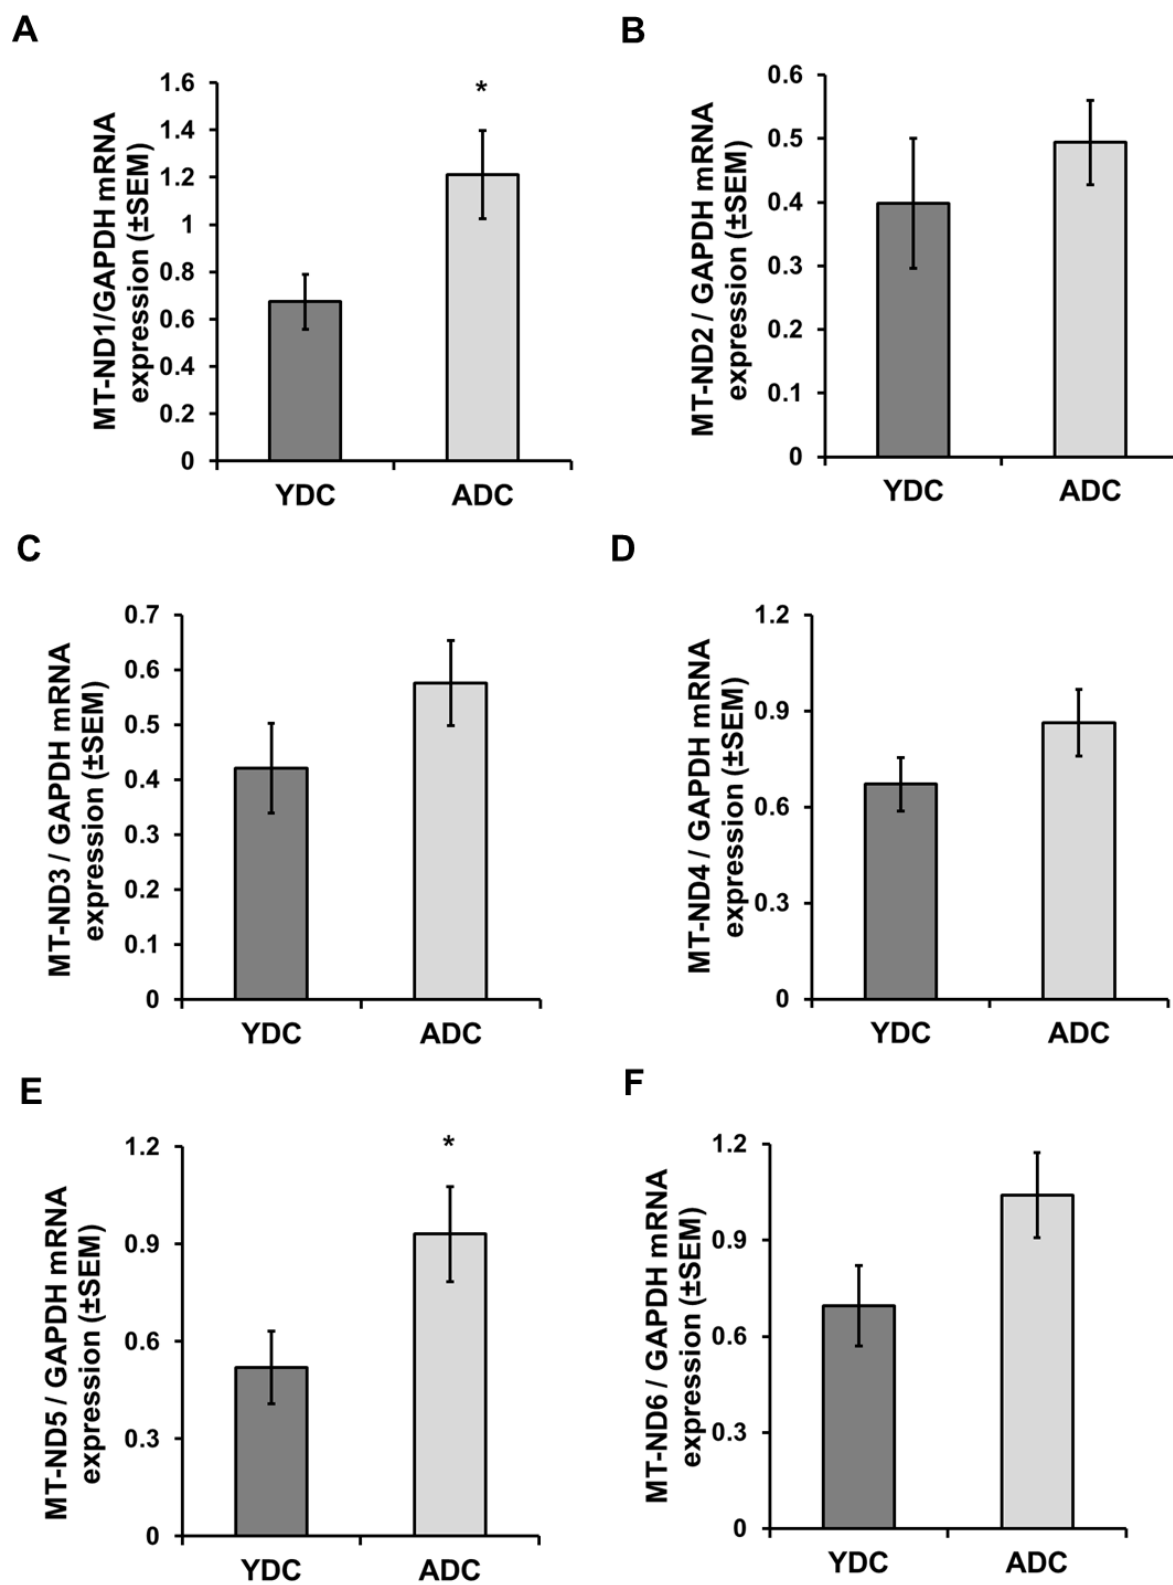 A
MT-ND1/GAPDH mRNA
expression (±SEM)
1.6
1.4
1.2
1
0.8
0.6
0.4
0.2
0
*
YDC
ADC
B
MT-ND2 / GAPDH mRNA
expression (±SEM)
0.6
0.5
0.4
0.3
0.2
0.1
0
YDC
ADC
C
MT-ND3 / GAPDH mRNA
expression (±SEM)
0.7
0.6
0.5
0.4
0.3
0.2
0.1
0
YDC
ADC
D
MT-ND4 / GAPDH mRNA
expression (±SEM)
1.2
0.9
0.6
0.3
0
YDC
ADC
E
MT-ND5 / GAPDH mRNA
expression (±SEM)
1.2
0.9
0.6
0.3
0
*
YDC
ADC
F
MT-ND6 / GAPDH mRNA
expression (±SEM)
1.2
0.9
0.6
0.3
0
YDC
ADC